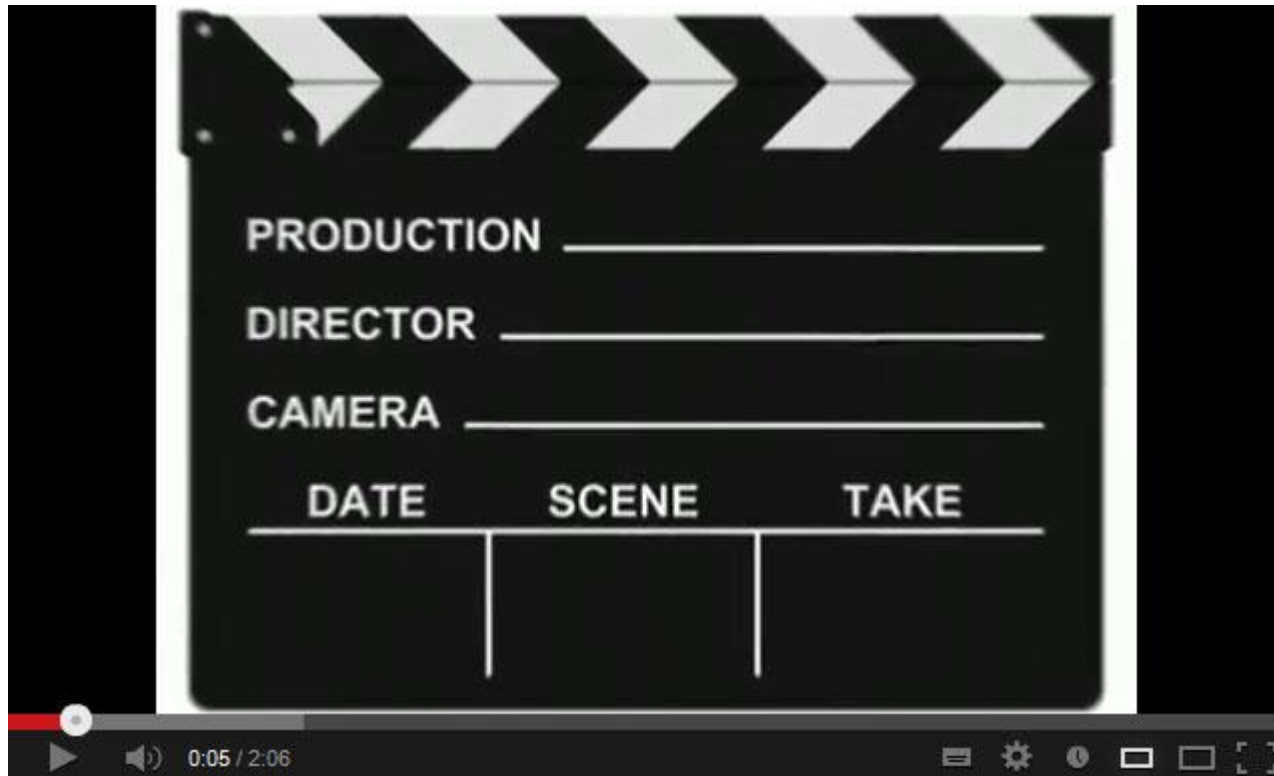 PRODUCTION
DIRECTOR
CAMERA
DATE SCENE TAKE
0:05 / 2:06